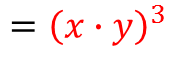 = (x · y)³